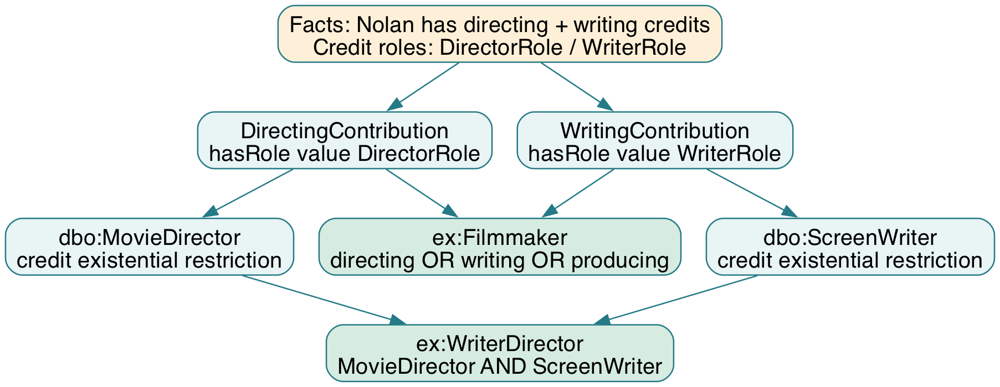 Facts: Nolan has directing + writing credits
Credit roles: DirectorRole / WriterRole
DirectingContribution
hasRole value DirectorRole
WritingContribution
hasRole value WriterRole
dbo:MovieDirector
credit existential restriction
ex:Filmmaker
directing OR writing OR producing
dbo:ScreenWriter
credit existential restriction
ex:WriterDirector
MovieDirector AND ScreenWriter